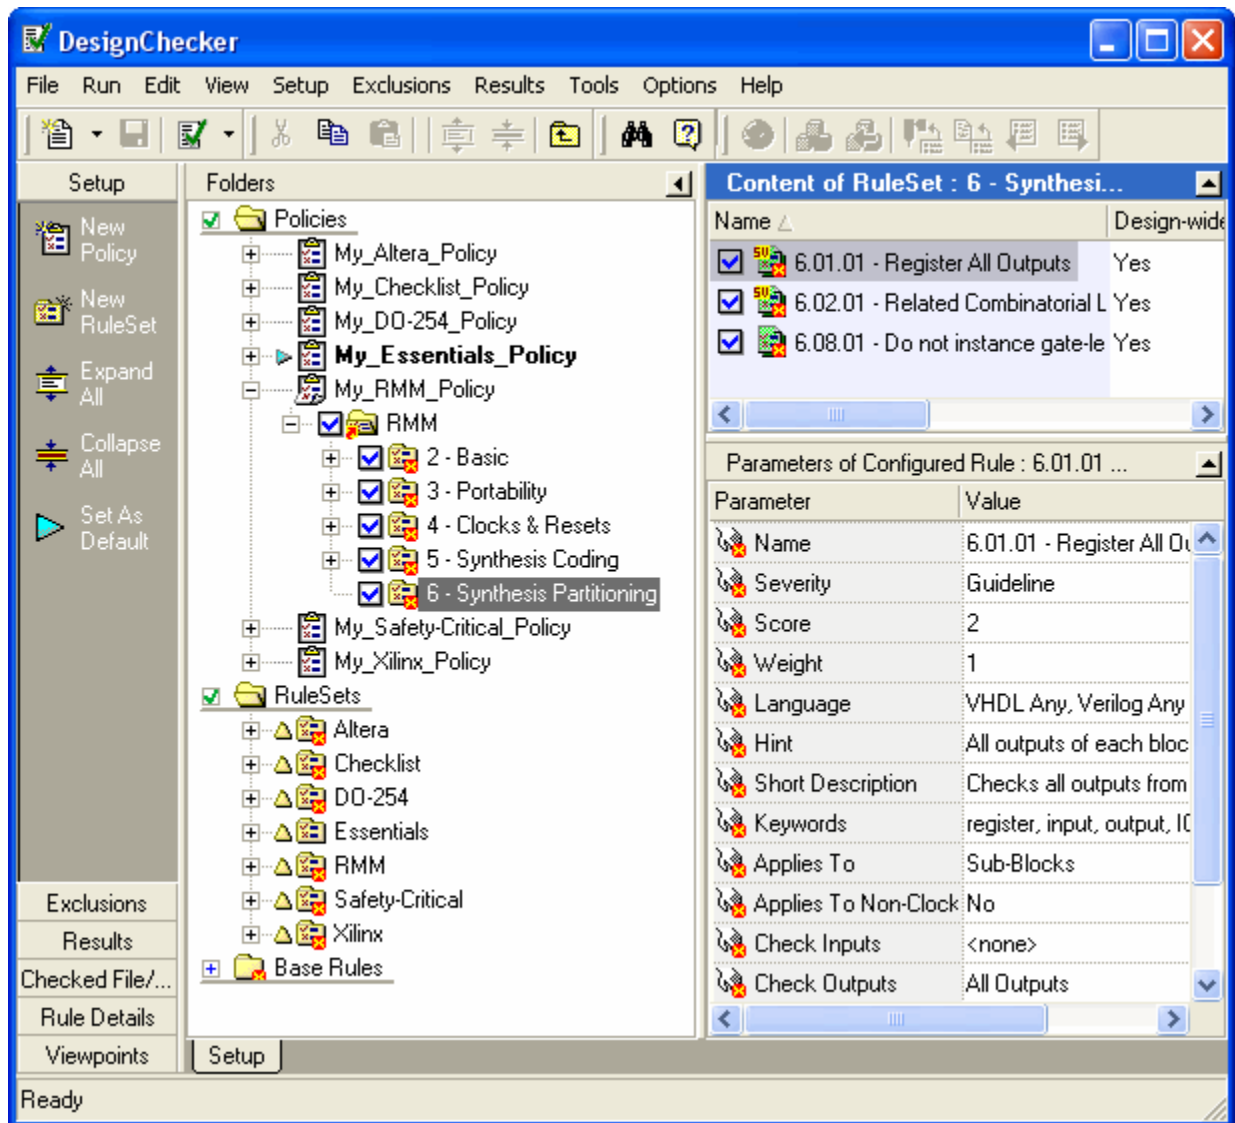 DesignChecker
File Run Edit View Setup Exclusions Results Tools Options Help
Setup
New
Policy
New
RuleSet
Expand
All
Collapse
All
Set As
Default
Exclusions
Results
Checked File/...
Rule Details
Viewpoints
Folders
Policies
My_Altera_Policy
My_Checklist_Policy
My_DO-254_Policy
My_Essentials_Policy
My_RMM_Policy
RMM
2 - Basic
3 - Portability
4 - Clocks & Resets
5 - Synthesis Coding
6 - Synthesis Partitioning
My_Safety-Critical_Policy
My_Xilinx_Policy
RuleSets
Altera
Checklist
DO-254
Essentials
RMM
Safety-Critical
Xilinx
Base Rules
Setup
Content of RuleSet : 6 - Synthesi...
Name Design-wide
6.01.01 - Register All Outputs Yes
6.02.01 - Related Combinatorial L Yes
6.08.01 - Do not instance gate-le Yes
Parameters of Configured Rule : 6.01.01 ...
Parameter Value
Name 6.01.01 - Register All Ou
Severity Guideline
Score 2
Weight 1
Language VHDL Any, Verilog Any
Hint All outputs of each bloc
Short Description Checks all outputs from
Keywords register, input, output, IO
Applies To Sub-Blocks
Applies To Non-Clock No
Check Inputs <none>
Check Outputs All Outputs
Ready